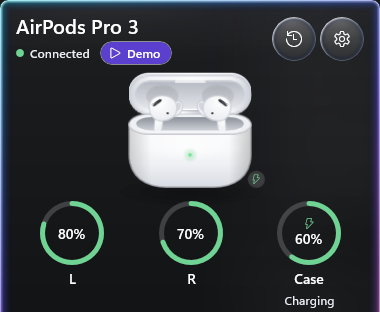 AirPods Pro 3
Connected
Demo
80%
70%
60%
L
R
Case
Charging